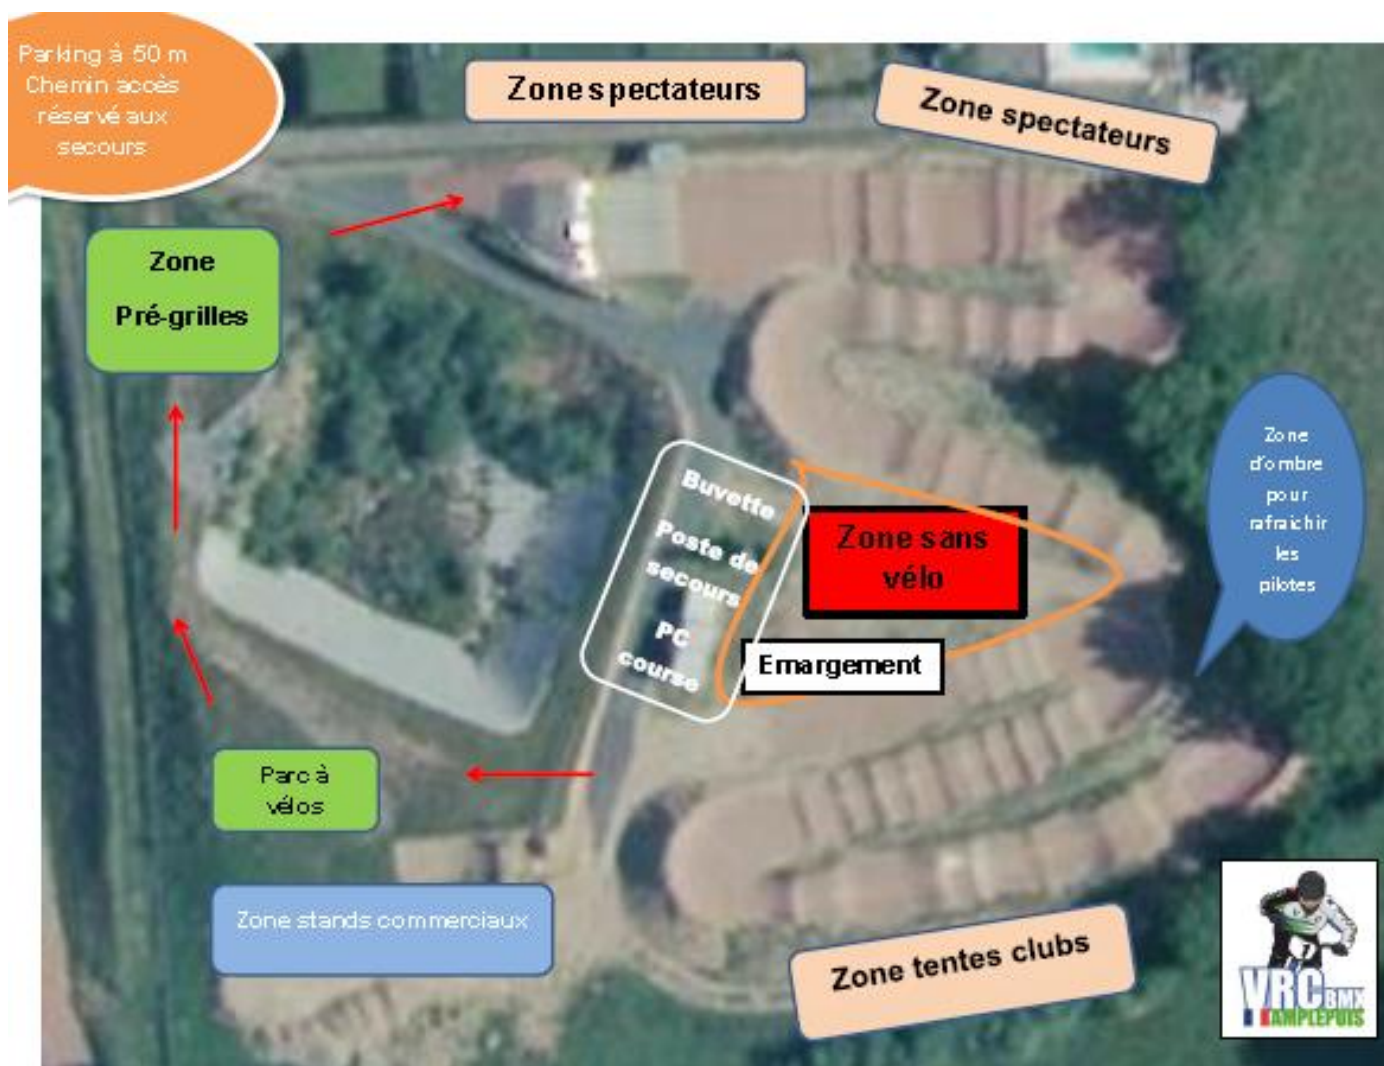 Parking à 50 m
Chemin accès
réservé aux
secours
Zone spectateurs
Zone spectateurs
Zone
Pré-grilles
Zone
d'ombre
pour
rafraichir
les
pilotes
Buvette
Poste de
secours
PC
course
Zone sans
vélo
Emargement
Parc à
vélos
Zone stands commerciaux
Zone tentes clubs
VRC BMX
AMPLEPUIS